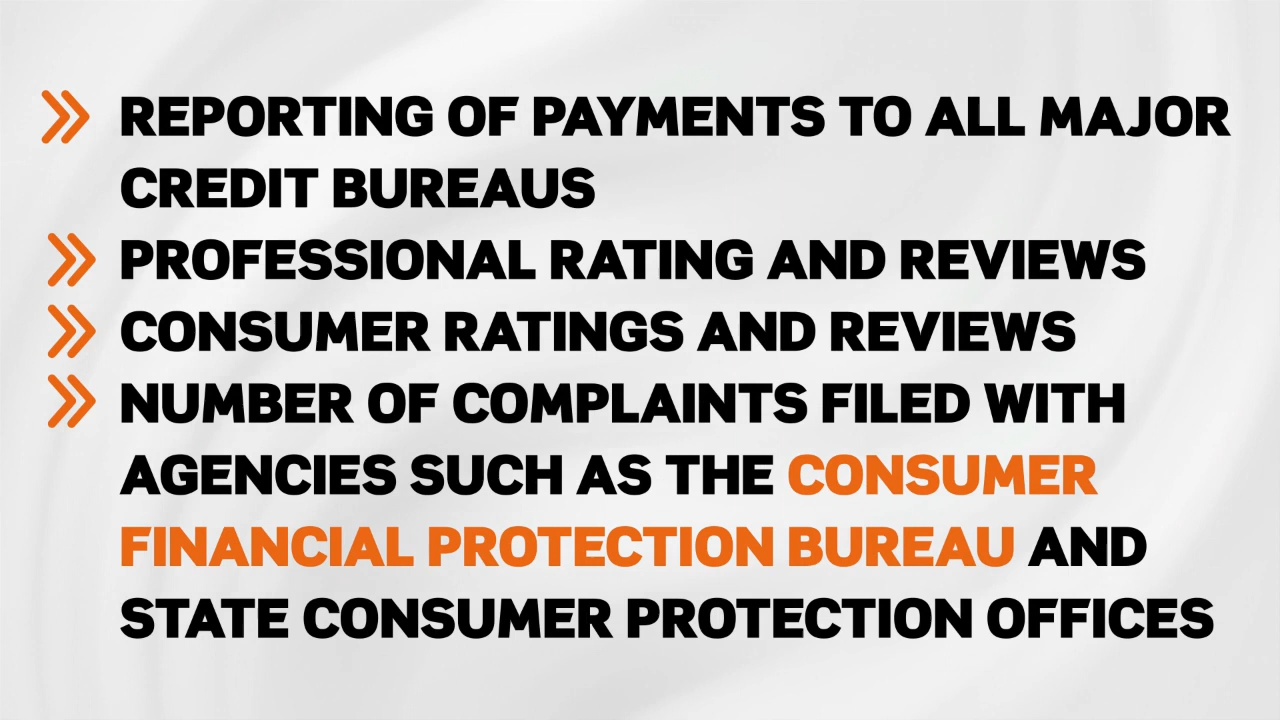 REPORTING OF PAYMENTS TO ALL MAJOR
CREDIT BUREAUS
PROFESSIONAL RATING AND REVIEWS
CONSUMER RATINGS AND REVIEWS
NUMBER OF COMPLAINTS FILED WITH
AGENCIES SUCH AS THE CONSUMER
FINANCIAL PROTECTION BUREAU AND
STATE CONSUMER PROTECTION OFFICES